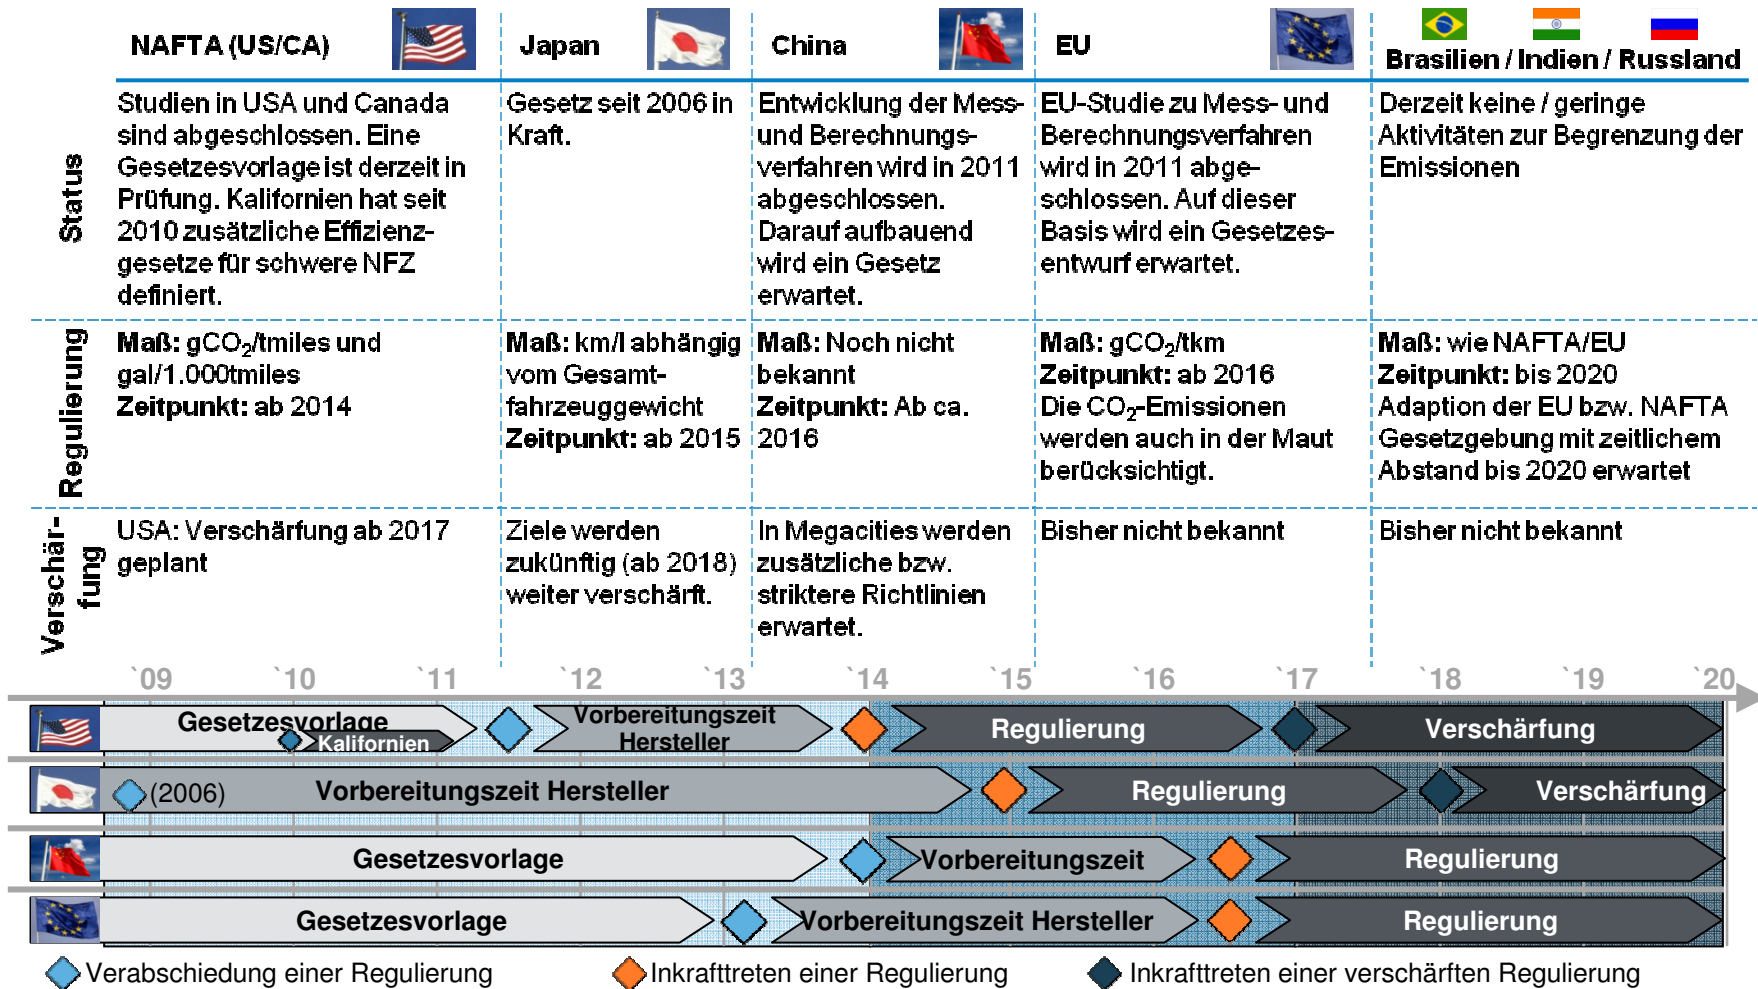 NAFTA (US/CA)
Japan
China
EU
Brasilien / Indien / Russland
Status
Studien in USA und Canada
sind abgeschlossen. Eine
Gesetzesvorlage ist derzeit in
Prüfung. Kalifornien hat seit
2010 zusätzliche Effizienz-
gesetze für schwere NFZ
definiert.
Gesetz seit 2006 in
Kraft.
Entwicklung der Mess-
und Berechnungs-
verfahren wird in 2011
abgeschlossen.
Darauf aufbauend
wird ein Gesetz
erwartet.
EU-Studie zu Mess- und
Berechnungsverfahren
wird in 2011 abge-
schlossen. Auf dieser
Basis wird ein Gesetzes-
entwurf erwartet.
Derzeit keine / geringe
Aktivitäten zur Begrenzung der
Emissionen
Regulierung
Maß: gCO₂/tmiles und
gal/1.000tmiles
Zeitpunkt: ab 2014
Maß: km/l abhängig
vom Gesamt-
fahrzeuggewicht
Zeitpunkt: ab 2015
Maß: Noch nicht
bekannt
Zeitpunkt: Ab ca.
2016
Maß: gCO₂/tkm
Zeitpunkt: ab 2016
Die CO₂-Emissionen
werden auch in der Maut
berücksichtigt.
Maß: wie NAFTA/EU
Zeitpunkt: bis 2020
Adaption der EU bzw. NAFTA
Gesetzgebung mit zeitlichem
Abstand bis 2020 erwartet
Verschär-
fung
USA: Verschärfung ab 2017
geplant
Ziele werden
zukünftig (ab 2018)
weiter verschärft.
In Megacities werden
zusätzliche bzw.
striktere Richtlinien
erwartet.
Bisher nicht bekannt
Bisher nicht bekannt
`09 `10 `11 `12 `13 `14 `15 `16 `17 `18 `19 `20
Gesetzesvorlage
Kalifornien
Vorbereitungszeit
Hersteller
Regulierung
Verschärfung
(2006)
Vorbereitungszeit Hersteller
Regulierung
Verschärfung
Gesetzesvorlage
Vorbereitungszeit
Regulierung
Gesetzesvorlage
Vorbereitungszeit Hersteller
Regulierung
Verabschiedung einer Regulierung
Inkrafttreten einer Regulierung
Inkrafttreten einer verschärften Regulierung